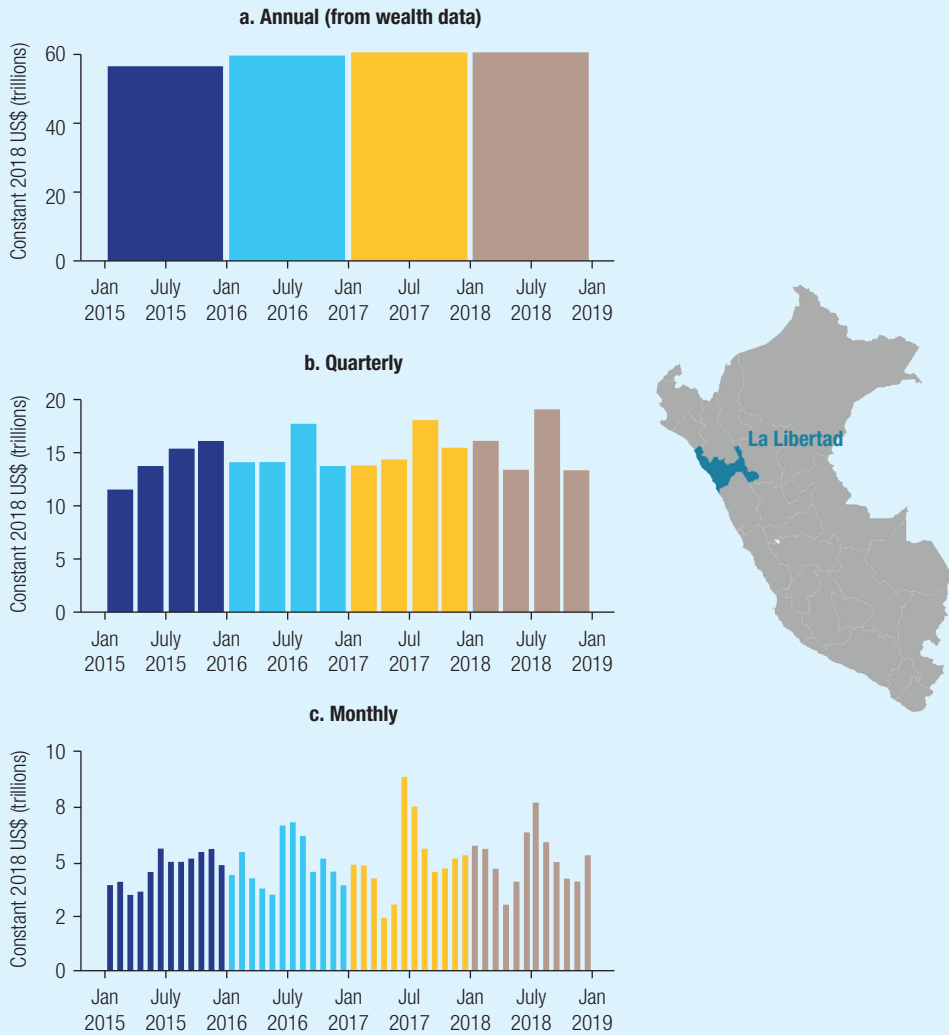 a. Annual (from wealth data)
Constant 2018 US$ (trillions)
60
40
20
0
Jan July Jan July Jan Jul Jan July Jan
2015 2015 2016 2016 2017 2017 2018 2018 2019
b. Quarterly
Constant 2018 US$ (trillions)
20
15
10
5
0
Jan July Jan July Jan Jul Jan July Jan
2015 2015 2016 2016 2017 2017 2018 2018 2019
La Libertad
c. Monthly
Constant 2018 US$ (trillions)
10
8
5
2
0
Jan July Jan July Jan Jul Jan July Jan
2015 2015 2016 2016 2017 2017 2018 2018 2019